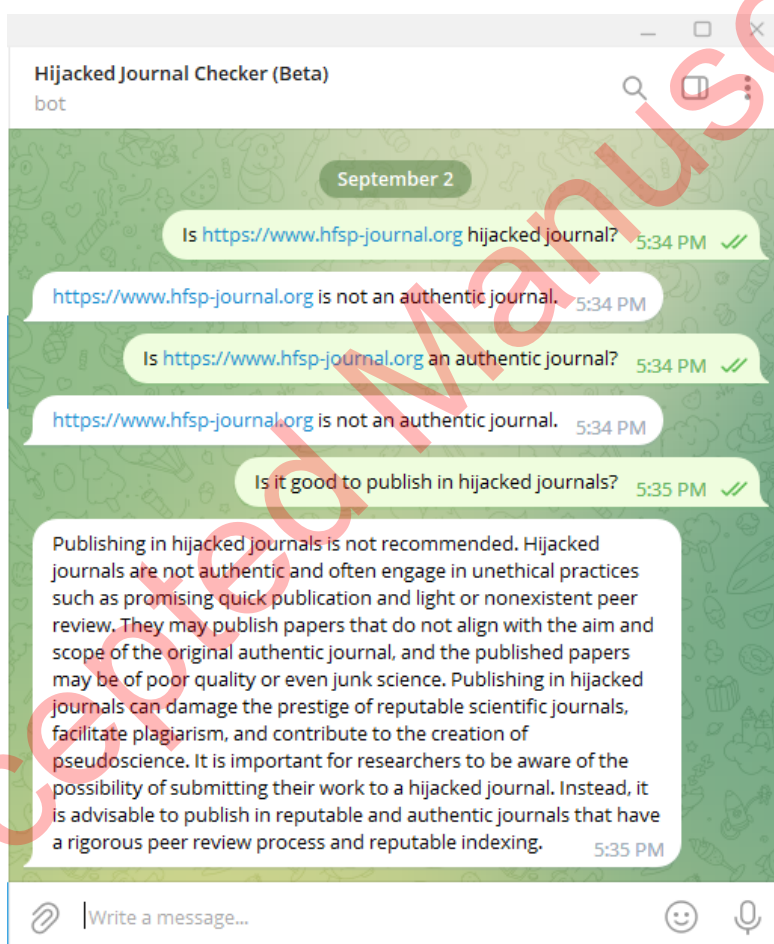 Hijacked Journal Checker (Beta)
bot
September 2
Is https://www.hfsp-journal.org hijacked journal? 5:34 PM
https://www.hfsp-journal.org is not an authentic journal. 5:34 PM
Is https://www.hfsp-journal.org an authentic journal? 5:34 PM
https://www.hfsp-journal.org is not an authentic journal. 5:34 PM
Is it good to publish in hijacked journals? 5:35 PM
Publishing in hijacked journals is not recommended. Hijacked
journals are not authentic and often engage in unethical practices
such as promising quick publication and light or nonexistent peer
review. They may publish papers that do not align with the aim and
scope of the original authentic journal, and the published papers
may be of poor quality or even junk science. Publishing in hijacked
journals can damage the prestige of reputable scientific journals,
facilitate plagiarism, and contribute to the creation of
pseudoscience. It is important for researchers to be aware of the
possibility of submitting their work to a hijacked journal. Instead, it
is advisable to publish in reputable and authentic journals that have
a rigorous peer review process and reputable indexing. 5:35 PM
Write a message...
cepted Manusc